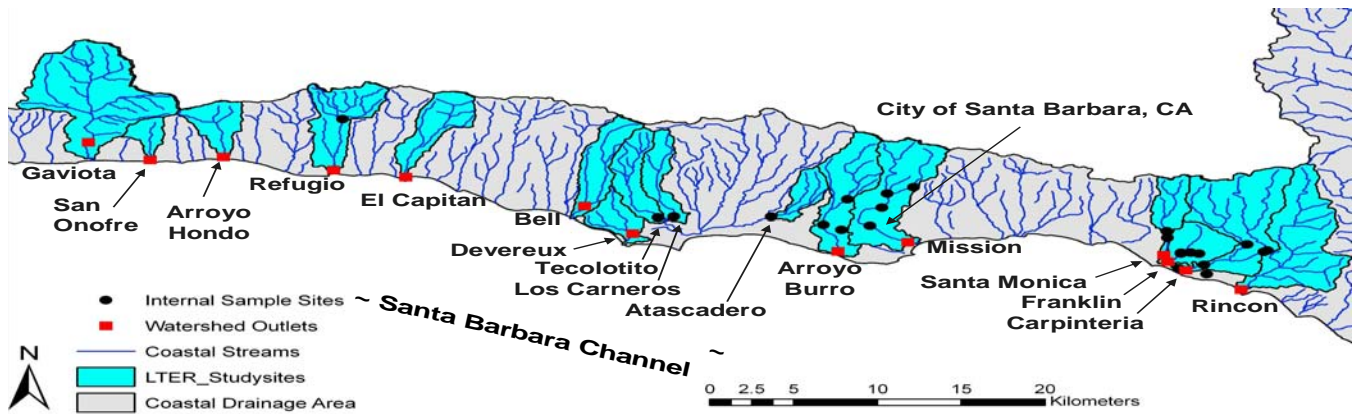 City of Santa Barbara, CA
Gaviota
San
Onofre
Arroyo
Hondo
Refugio
El Capitan
Bell
Devereux
Tecolotito
Los Carneros
Atascadero
Arroyo
Burro
Mission
Santa Monica
Franklin
Carpinteria
Rincon
~ Santa Barbara Channel ~
Internal Sample Sites
Watershed Outlets
Coastal Streams
LTER_Studysites
Coastal Drainage Area
N
0 2.5 5 10 15 20
Kilometers